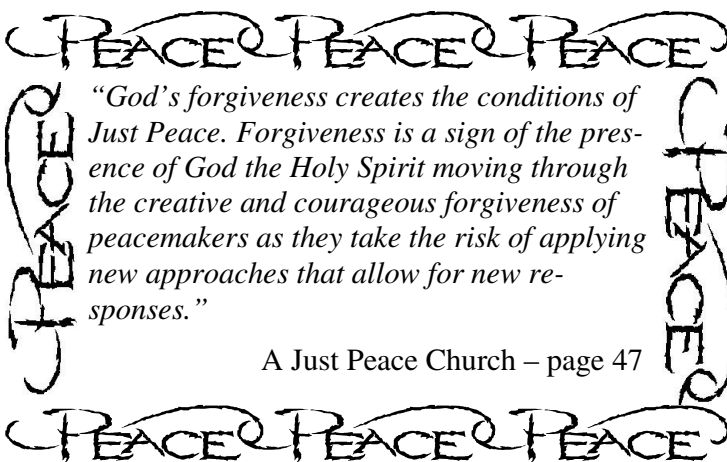 PEACE PEACE PEACE
PEACE
“God’s forgiveness creates the conditions of
Just Peace. Forgiveness is a sign of the pres-
ence of God the Holy Spirit moving through
the creative and courageous forgiveness of
peacemakers as they take the risk of applying
new approaches that allow for new re-
sponses.”
A Just Peace Church – page 47
PEACE
PEACE PEACE PEACE